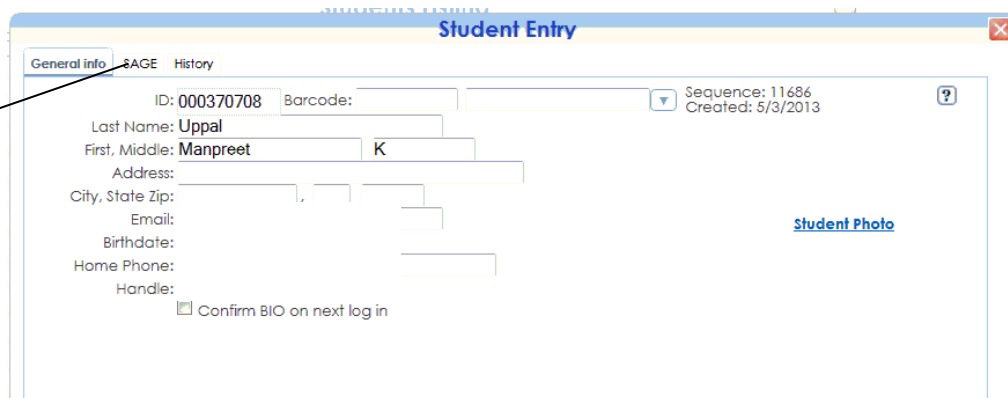 Student Entry
General info SAGE History
ID: 000370708 Barcode: Sequence: 11686
Created: 5/3/2013
Last Name: Uppal
First, Middle: Manpreet K
Address:
City, State Zip: ,
Email:
Student Photo
Birthdate:
Home Phone:
Handle:
Confirm BIO on next log in